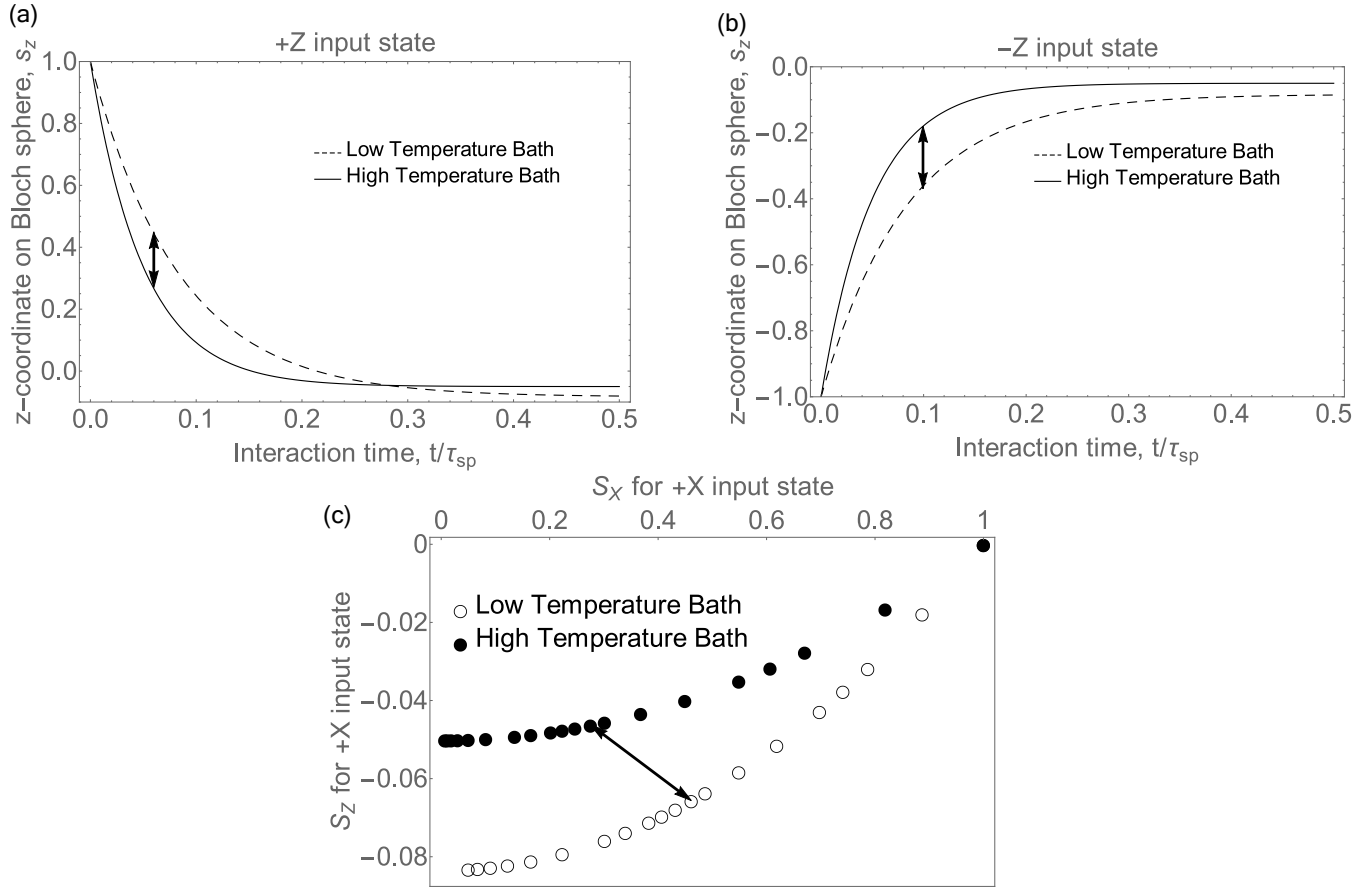 (a)
+Z input state
z-coordinate on Bloch sphere, s_z
1.0
0.8
0.6
0.4
0.2
0.0
Low Temperature Bath
High Temperature Bath
0.0 0.1 0.2 0.3 0.4 0.5
Interaction time, t/τ_sp
(b)
−Z input state
z-coordinate on Bloch sphere, s_z
0.0
−0.2
−0.4
−0.6
−0.8
−1.0
Low Temperature Bath
High Temperature Bath
0.0 0.1 0.2 0.3 0.4 0.5
Interaction time, t/τ_sp
(c)
S_X for +X input state
0 0.2 0.4 0.6 0.8 1
S_Z for +X input state
0
−0.02
−0.04
−0.06
−0.08
Low Temperature Bath
High Temperature Bath